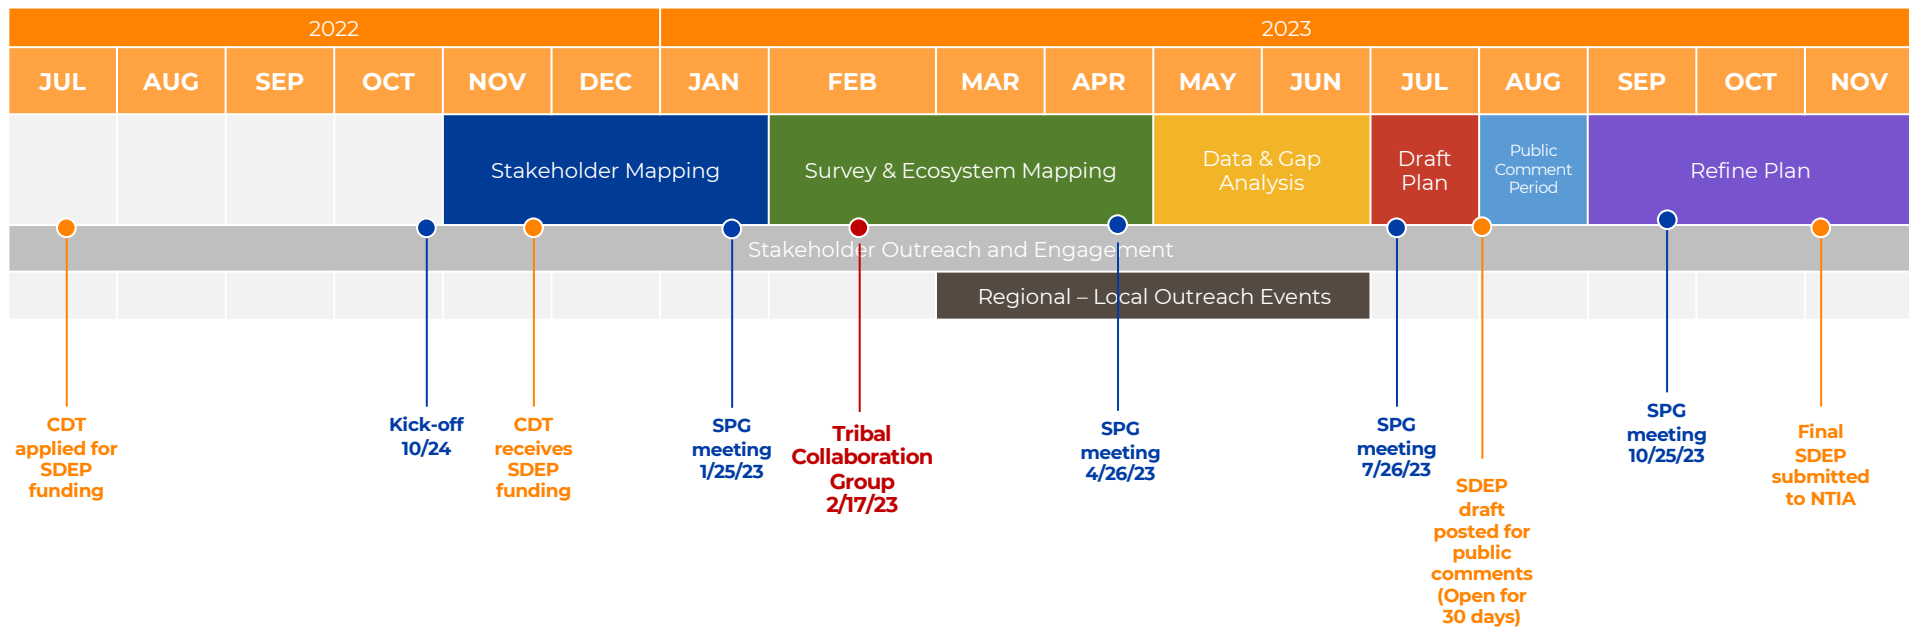 2022
2023
JUL AUG SEP OCT NOV DEC JAN FEB MAR APR MAY JUN JUL AUG SEP OCT NOV
Stakeholder Mapping
Survey & Ecosystem Mapping
Data & Gap
Analysis
Draft
Plan
Public
Comment
Period
Refine Plan
Stakeholder Outreach and Engagement
Regional – Local Outreach Events
CDT
applied for
SDEP
funding
Kick-off
10/24
CDT
receives
SDEP
funding
SPG
meeting
1/25/23
Tribal
Collaboration
Group
2/17/23
SPG
meeting
4/26/23
SPG
meeting
7/26/23
SDEP
draft
posted for
public
comments
(Open for
30 days)
SPG
meeting
10/25/23
Final
SDEP
submitted
to NTIA